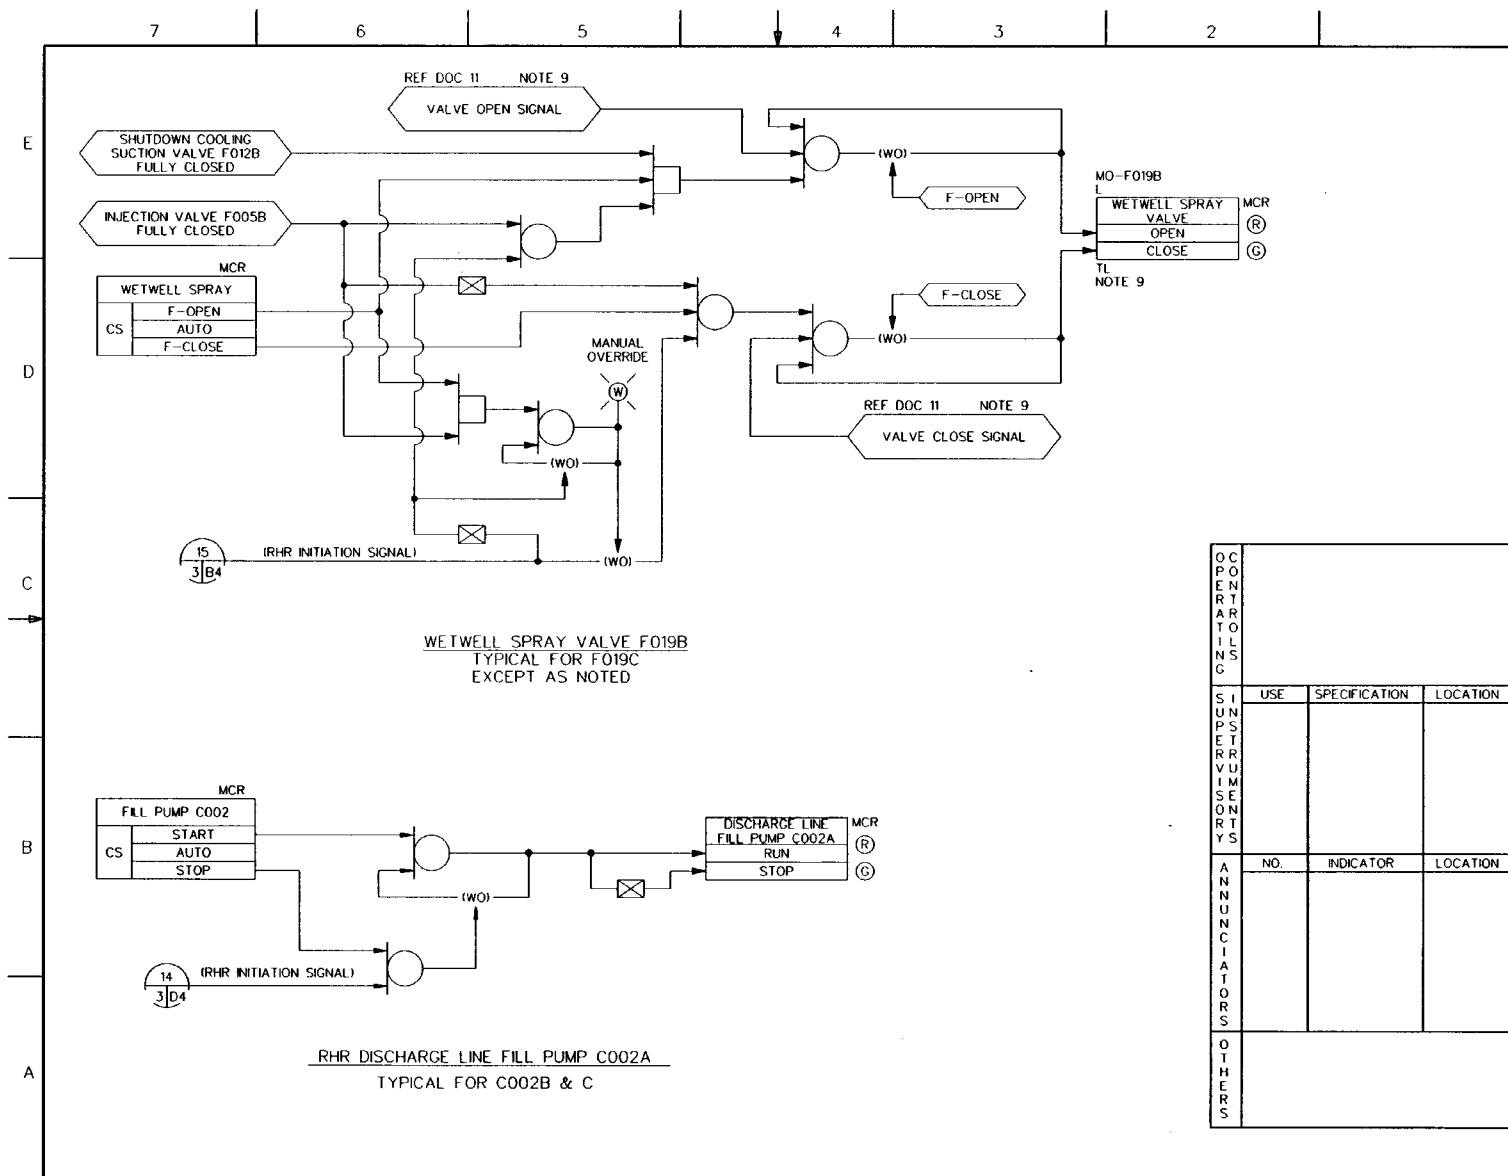 7 6 5 4 3 2
E
D
C
B
A
REF DOC 11 NOTE 9
VALVE OPEN SIGNAL
SHUTDOWN COOLING
SUCTION VALVE F012B
FULLY CLOSED
INJECTION VALVE F005B
FULLY CLOSED
(WO)
F-OPEN
MO-F019B
L
WETWELL SPRAY
VALVE
OPEN
CLOSE
MCR
R
G
TL
NOTE 9
MCR
WETWELL SPRAY
CS
F-OPEN
AUTO
F-CLOSE
F-CLOSE
(WO)
MANUAL
OVERRIDE
W
(WO)
REF DOC 11 NOTE 9
VALVE CLOSE SIGNAL
15
3 B4
(RHR INITIATION SIGNAL)
(WO)
WETWELL SPRAY VALVE F019B
TYPICAL FOR F019C
EXCEPT AS NOTED
MCR
FILL PUMP C002
CS
START
AUTO
STOP
(WO)
DISCHARGE LINE
FILL PUMP C002A
RUN
STOP
MCR
R
G
14
3 D4
(RHR INITIATION SIGNAL)
RHR DISCHARGE LINE FILL PUMP C002A
TYPICAL FOR C002B & C
OPERATING
CONTROLS
SUPERVISORY
INSTRUMENTS
USE SPECIFICATION LOCATION
ANNUNCIATORS
NO. INDICATOR LOCATION
OTHERS